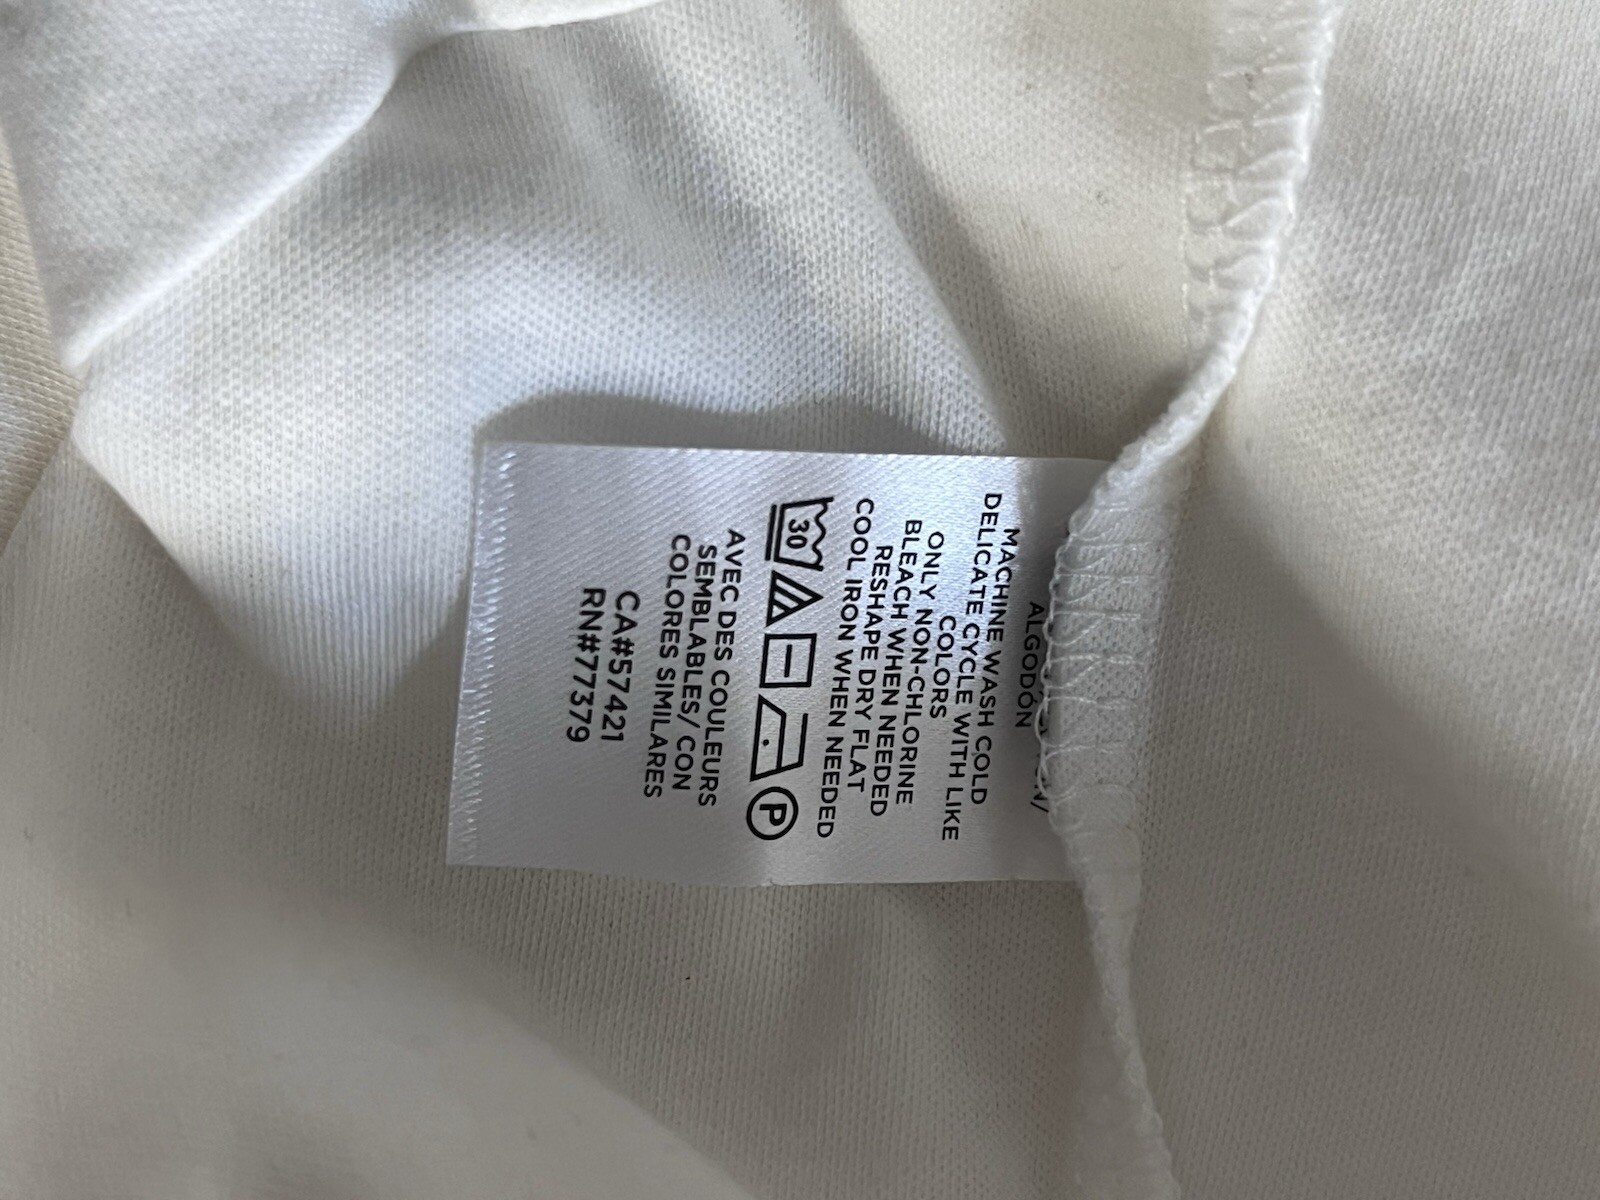 ALGODÓN
MACHINE WASH COLD
DELICATE CYCLE WITH LIKE
COLORS
ONLY NON-CHLORINE
BLEACH WHEN NEEDED
RESHAPE DRY FLAT
COOL IRON WHEN NEEDED
30 P
AVEC DES COULEURS
SEMBLABLES/ CON
COLORES SIMILARES
CA#57421
RN#77379